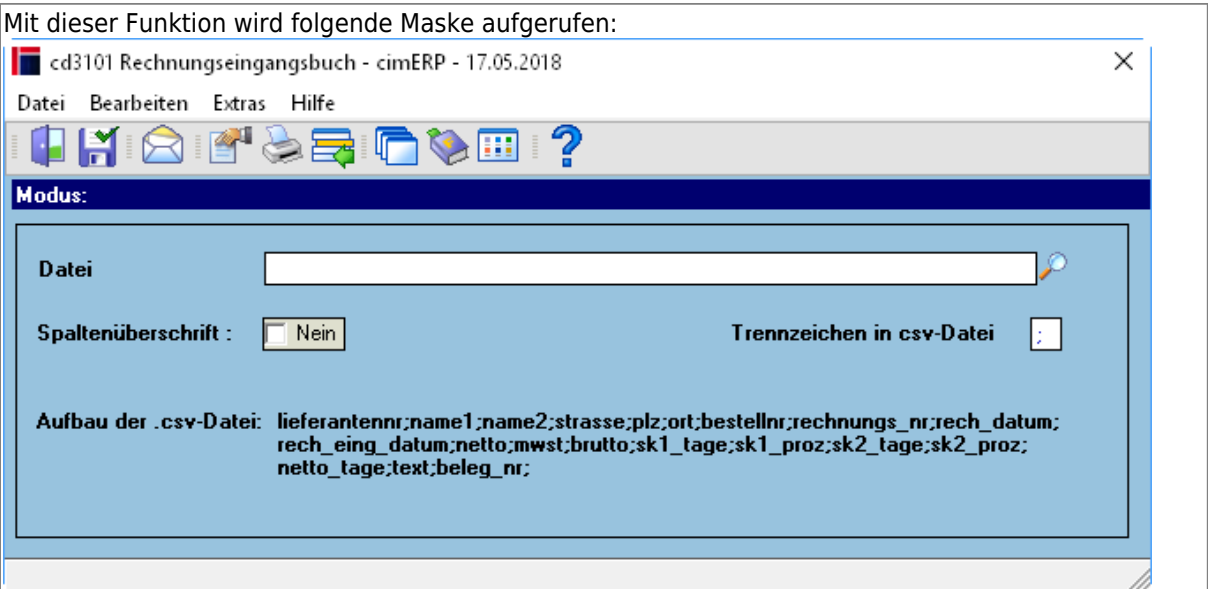 Mit dieser Funktion wird folgende Maske aufgerufen:
cd3101 Rechnungseingangsbuch - cimERP - 17.05.2018
Datei Bearbeiten Extras Hilfe
Modus:
Datei
Spaltenüberschrift : Nein Trennzeichen in csv-Datei ;
Aufbau der .csv-Datei: lieferantennr;name1;name2;strasse;plz;ort;bestellnr;rechnungs_nr;rech_datum;
rech_eing_datum;netto;mwst;brutto;sk1_tage;sk1_proz;sk2_tage;sk2_proz;
netto_tage;text;beleg_nr;